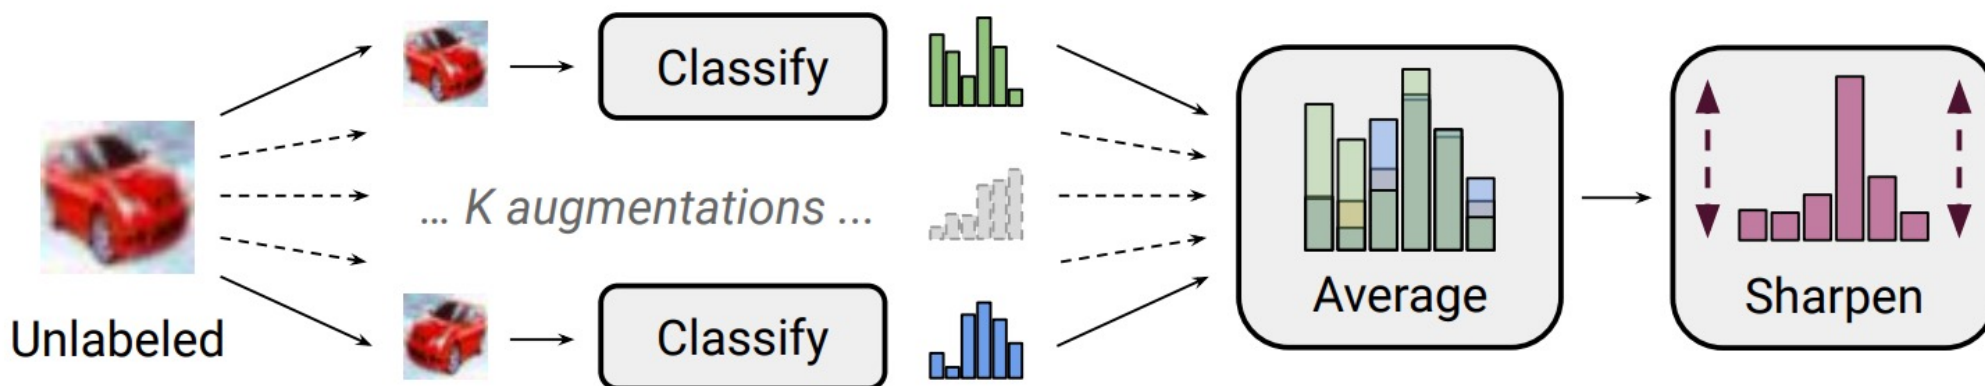 Unlabeled
Classify
... K augmentations ...
Classify
Average
Sharpen